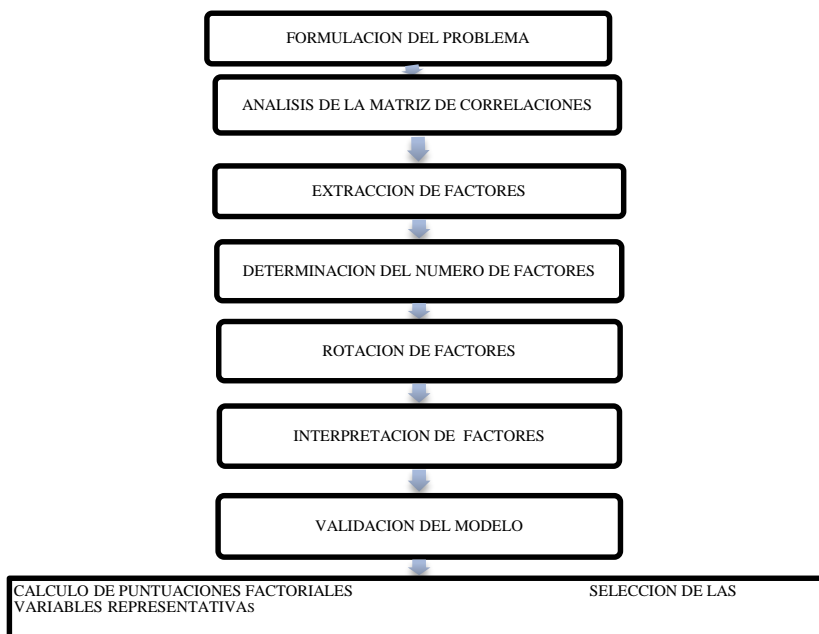 FORMULACION DEL PROBLEMA
ANALISIS DE LA MATRIZ DE CORRELACIONES
EXTRACCION DE FACTORES
DETERMINACION DEL NUMERO DE FACTORES
ROTACION DE FACTORES
INTERPRETACION DE FACTORES
VALIDACION DEL MODELO
CALCULO DE PUNTUACIONES FACTORIALES SELECCION DE LAS
VARIABLES REPRESENTATIVAs